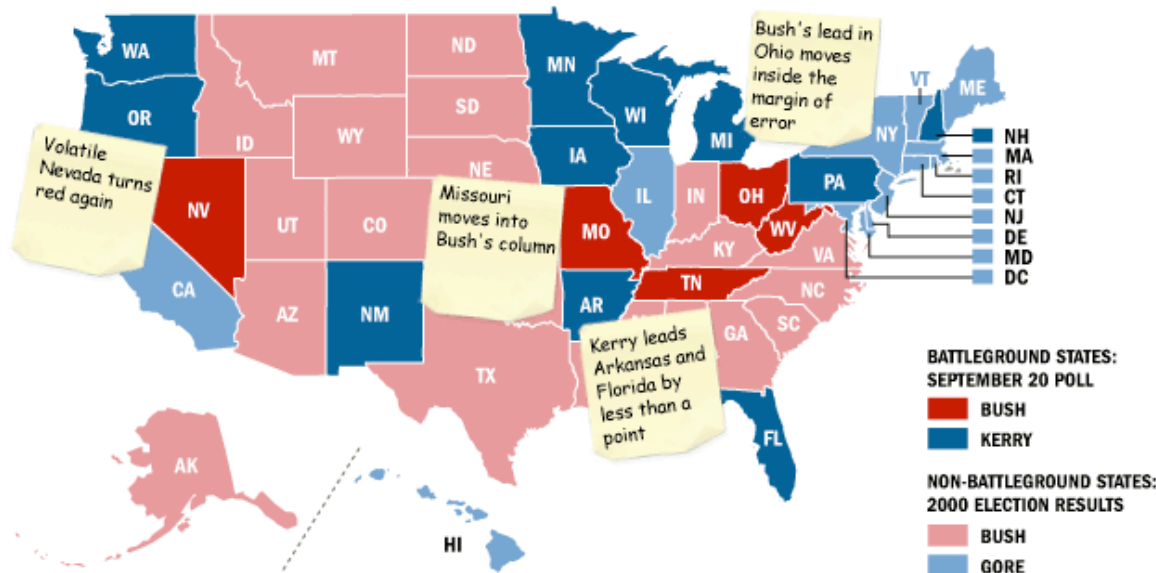 WA
MT
ND
MN
Bush's lead in
Ohio moves
inside the
margin of
error
VT
ME
OR
ID
WY
SD
WI
MI
NY
NH
MA
RI
CT
NJ
DE
MD
DC
Volatile
Nevada turns
red again
NV
UT
CO
NE
IA
IL
IN
OH
PA
Missouri
moves into
Bush's column
MO
WV
KY
VA
CA
AZ
NM
AR
TN
NC
SC
GA
Kerry leads
Arkansas and
Florida by
less than a
point
TX
FL
AK
HI
BATTLEGROUND STATES:
SEPTEMBER 20 POLL
BUSH
KERRY
NON-BATTLEGROUND STATES:
2000 ELECTION RESULTS
BUSH
GORE